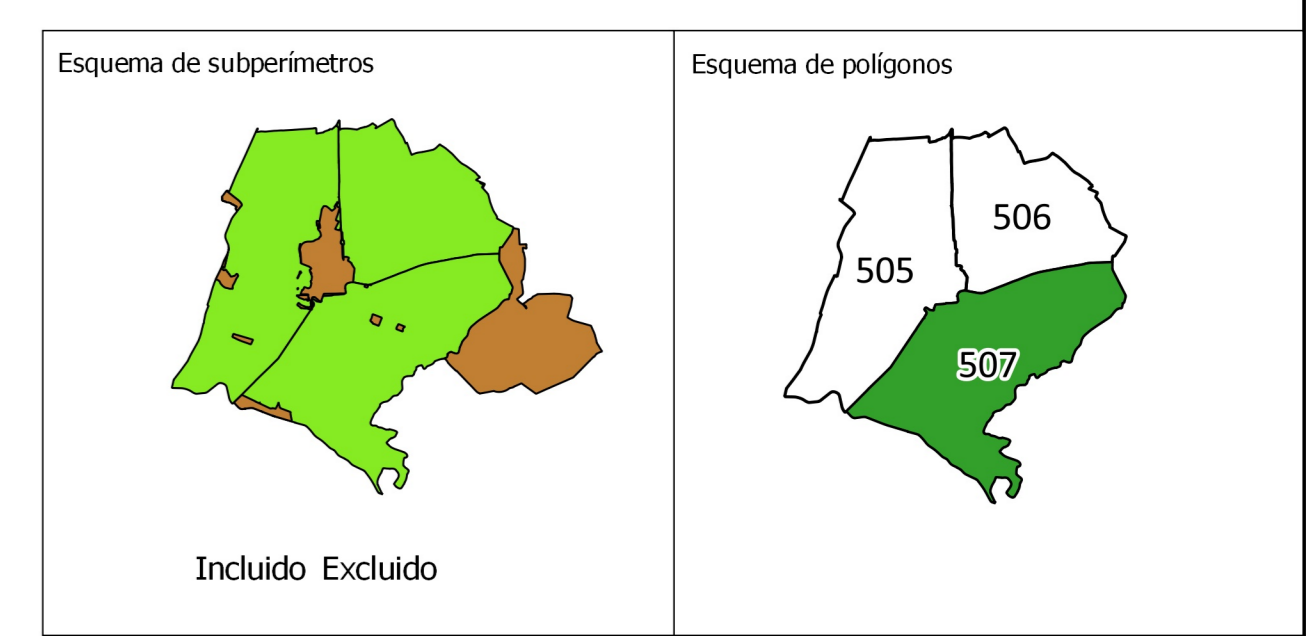 Esquema de subperímetros
Incluido Excluido
Esquema de polígonos
506
505
507